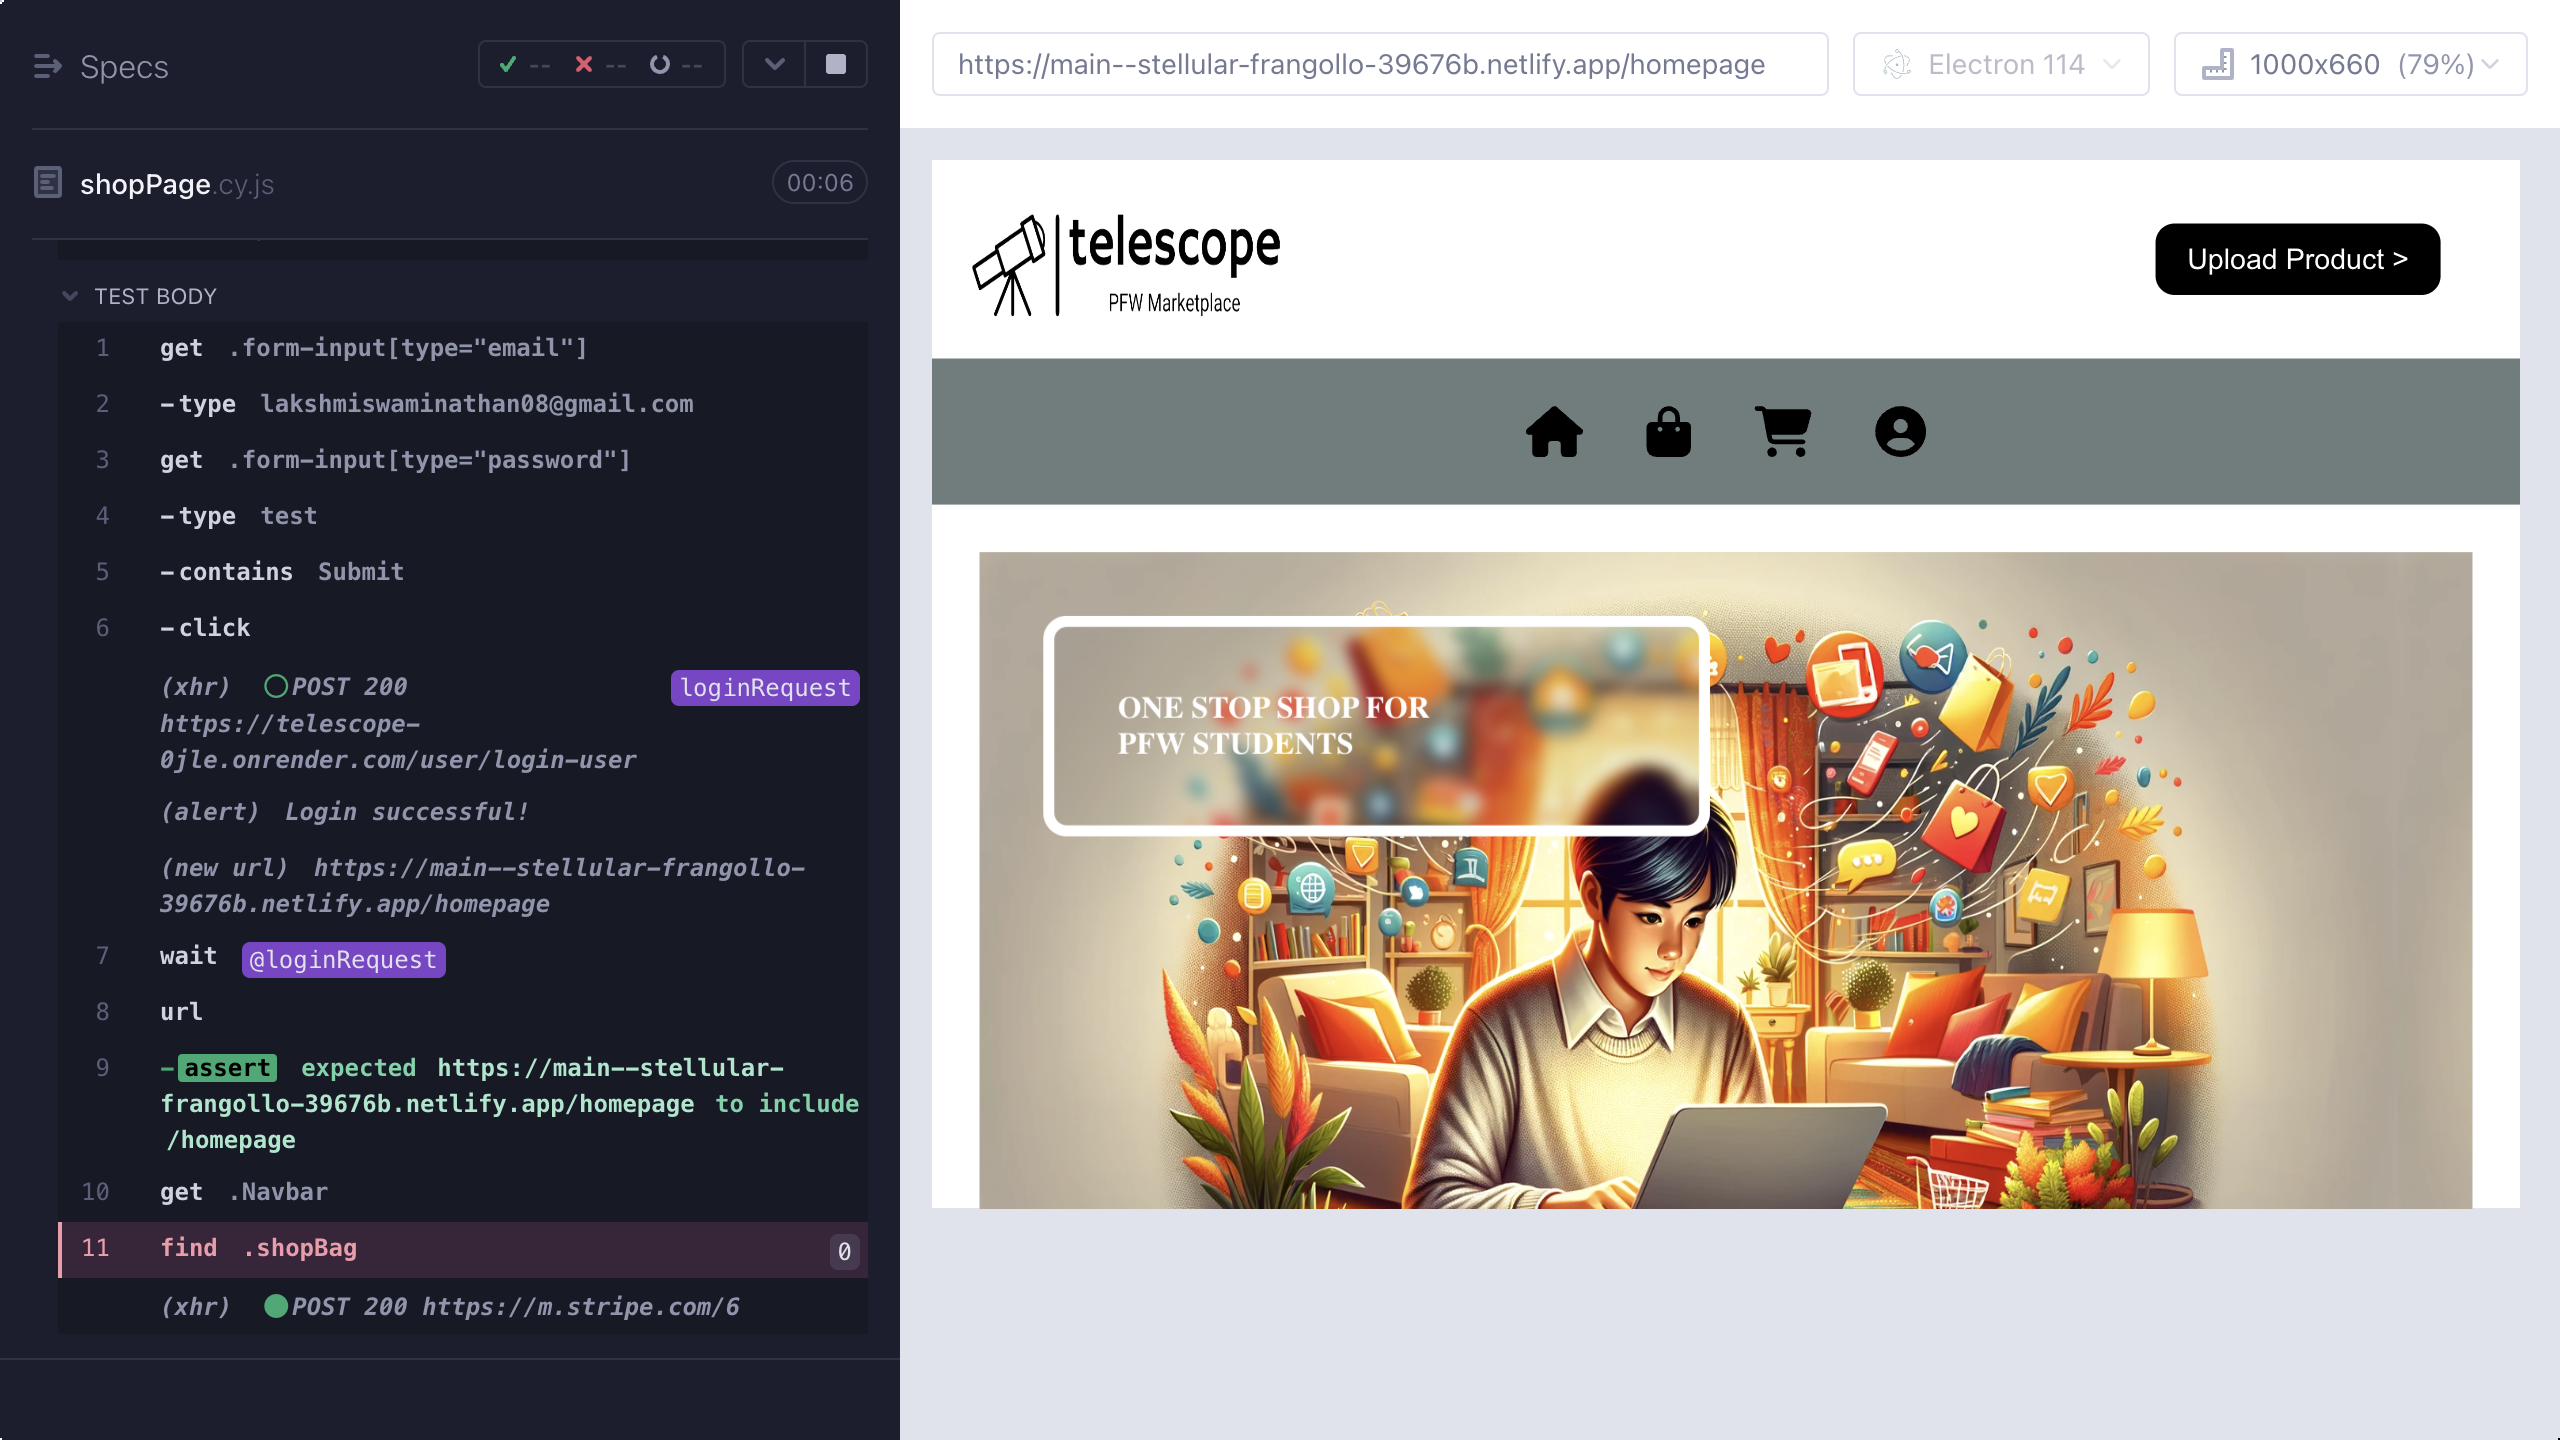 Specs
-- -- --
shopPage.cy.js 00:06
TEST BODY
1 get .form-input[type="email"]
2 -type lakshmiswaminathan08@gmail.com
3 get .form-input[type="password"]
4 -type test
5 -contains Submit
6 -click
(xhr) POST 200 loginRequest
https://telescope-
0jle.onrender.com/user/login-user
(alert) Login successful!
(new url) https://main--stellular-frangollo-
39676b.netlify.app/homepage
7 wait @loginRequest
8 url
9 -assert expected https://main--stellular-
frangollo-39676b.netlify.app/homepage to include
/homepage
10 get .Navbar
11 find .shopBag 0
(xhr) POST 200 https://m.stripe.com/6
https://main--stellular-frangollo-39676b.netlify.app/homepage
Electron 114
1000x660 (79%)
telescope
PFW Marketplace
Upload Product >
ONE STOP SHOP FOR
PFW STUDENTS